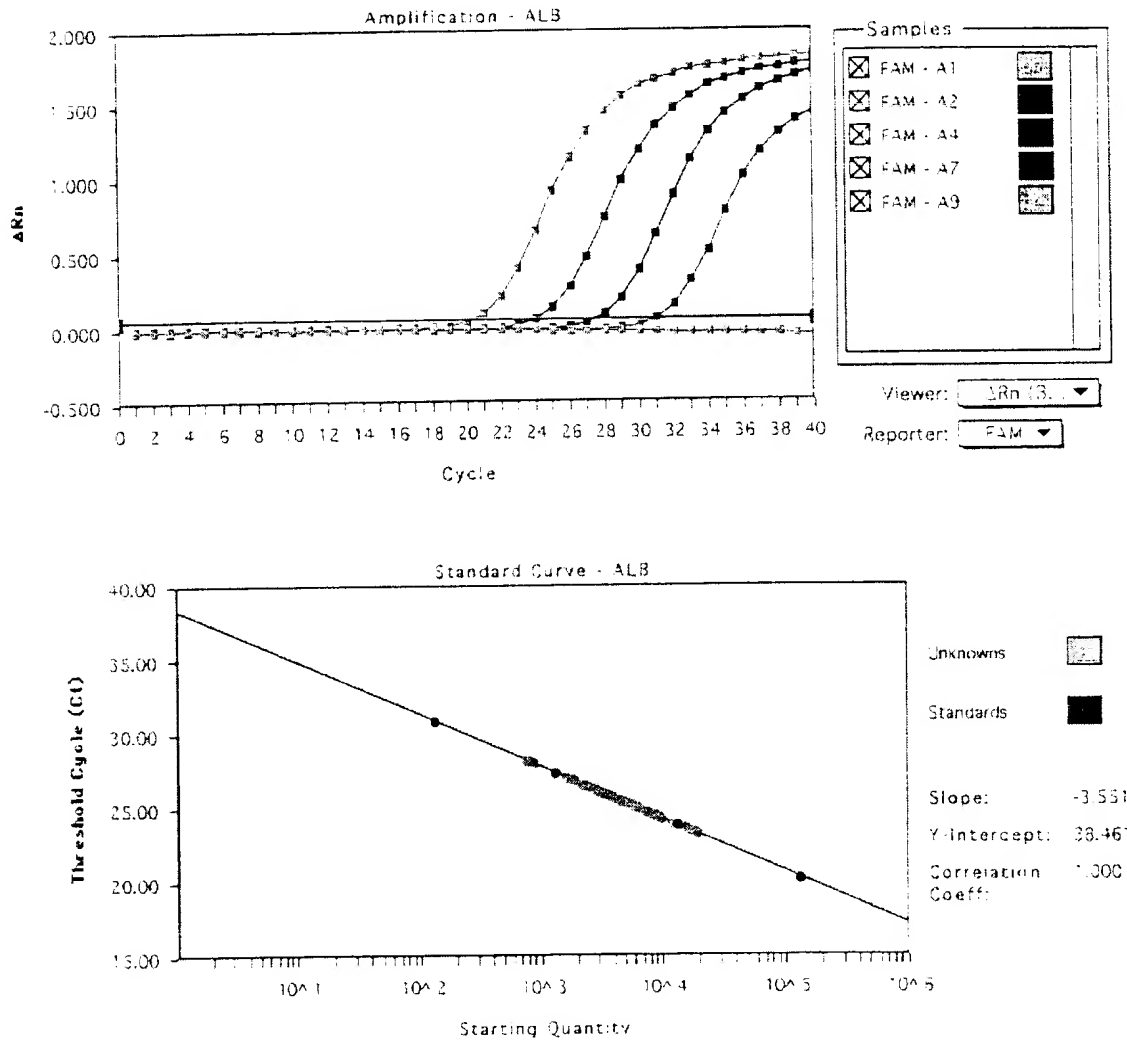 Amplification - ALB
2.000
1.500
1.000
0.500
0.000
-0.500
ΔRn
0 2 4 6 8 10 12 14 16 18 20 22 24 26 28 30 32 34 36 38 40
Cycle
Samples
FAM - A1
FAM - A2
FAM - A4
FAM - A7
FAM - A9
Viewer:
Reporter: FAM
Standard Curve - ALB
40.00
35.00
30.00
25.00
20.00
15.00
Threshold Cycle (Ct)
10^1 10^2 10^3 10^4 10^5 10^6
Starting Quantity
Unknowns
Standards
Slope:
Y-Intercept:
Correlation
Coeff: